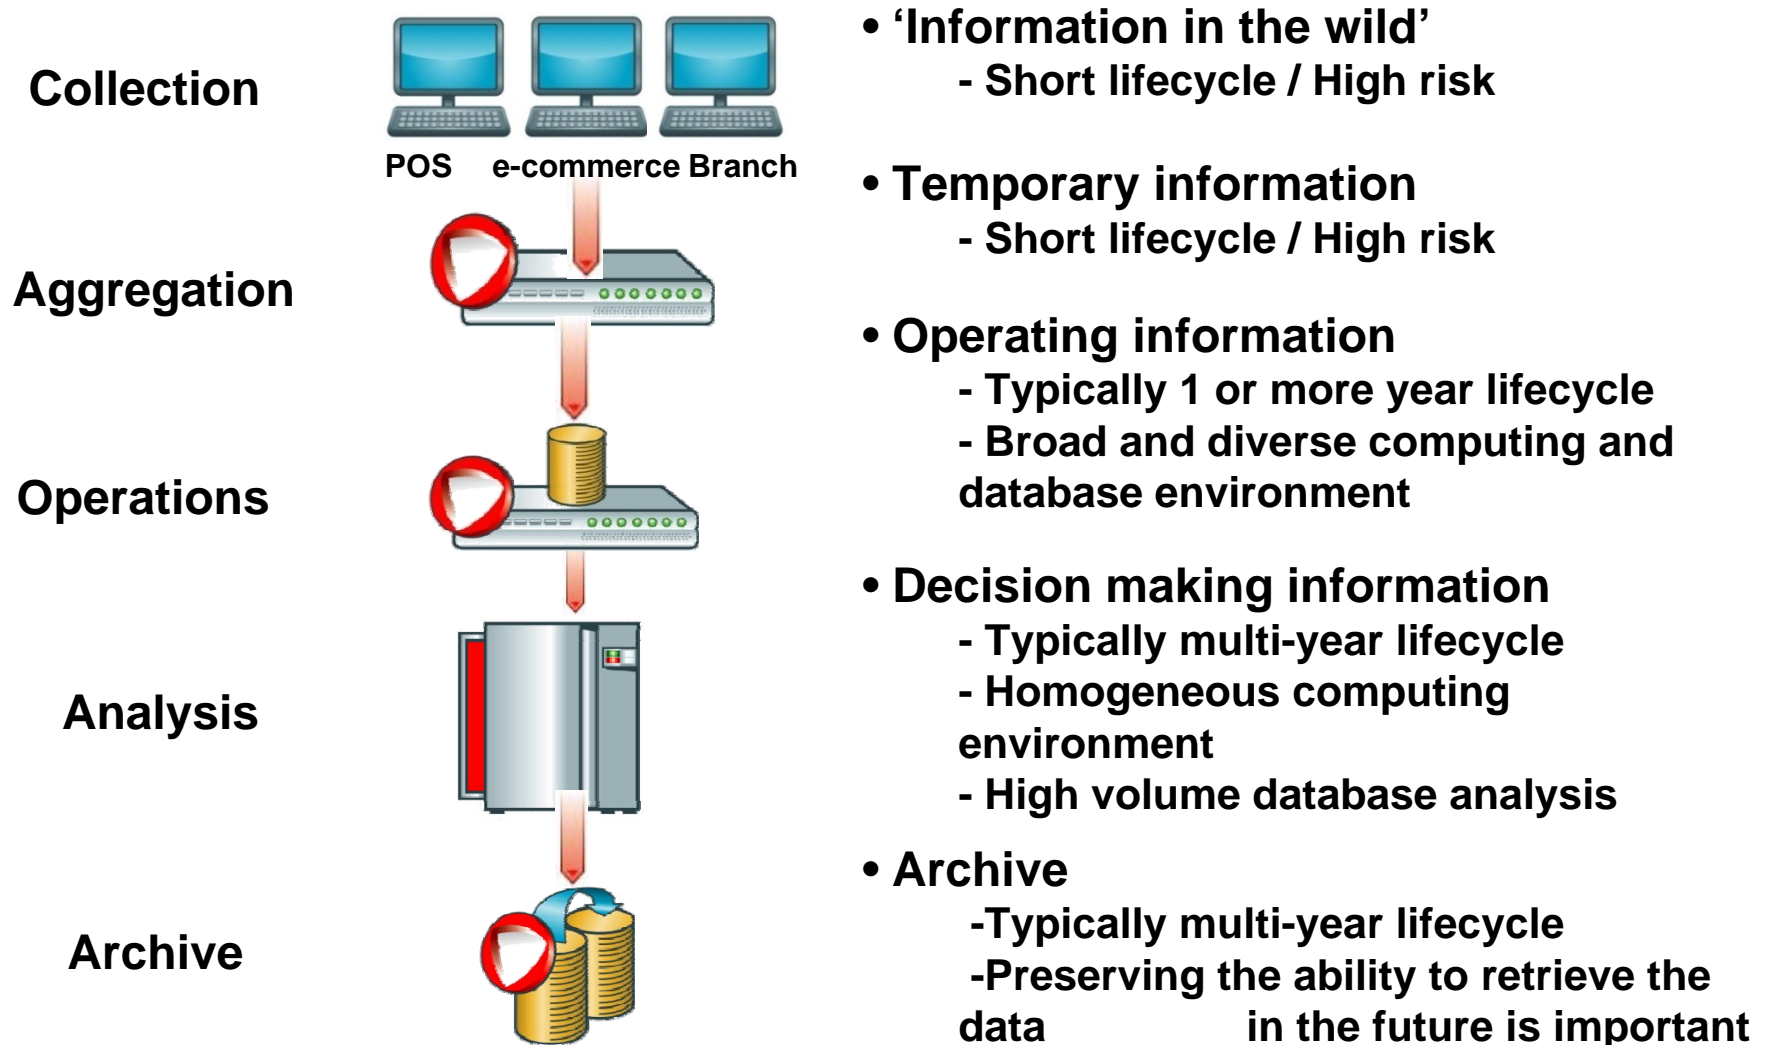 Collection
POS e-commerce Branch
Aggregation
Operations
Analysis
Archive
• ‘Information in the wild’
- Short lifecycle / High risk
• Temporary information
- Short lifecycle / High risk
• Operating information
- Typically 1 or more year lifecycle
- Broad and diverse computing and
database environment
• Decision making information
- Typically multi-year lifecycle
- Homogeneous computing
environment
- High volume database analysis
• Archive
-Typically multi-year lifecycle
-Preserving the ability to retrieve the
data in the future is important